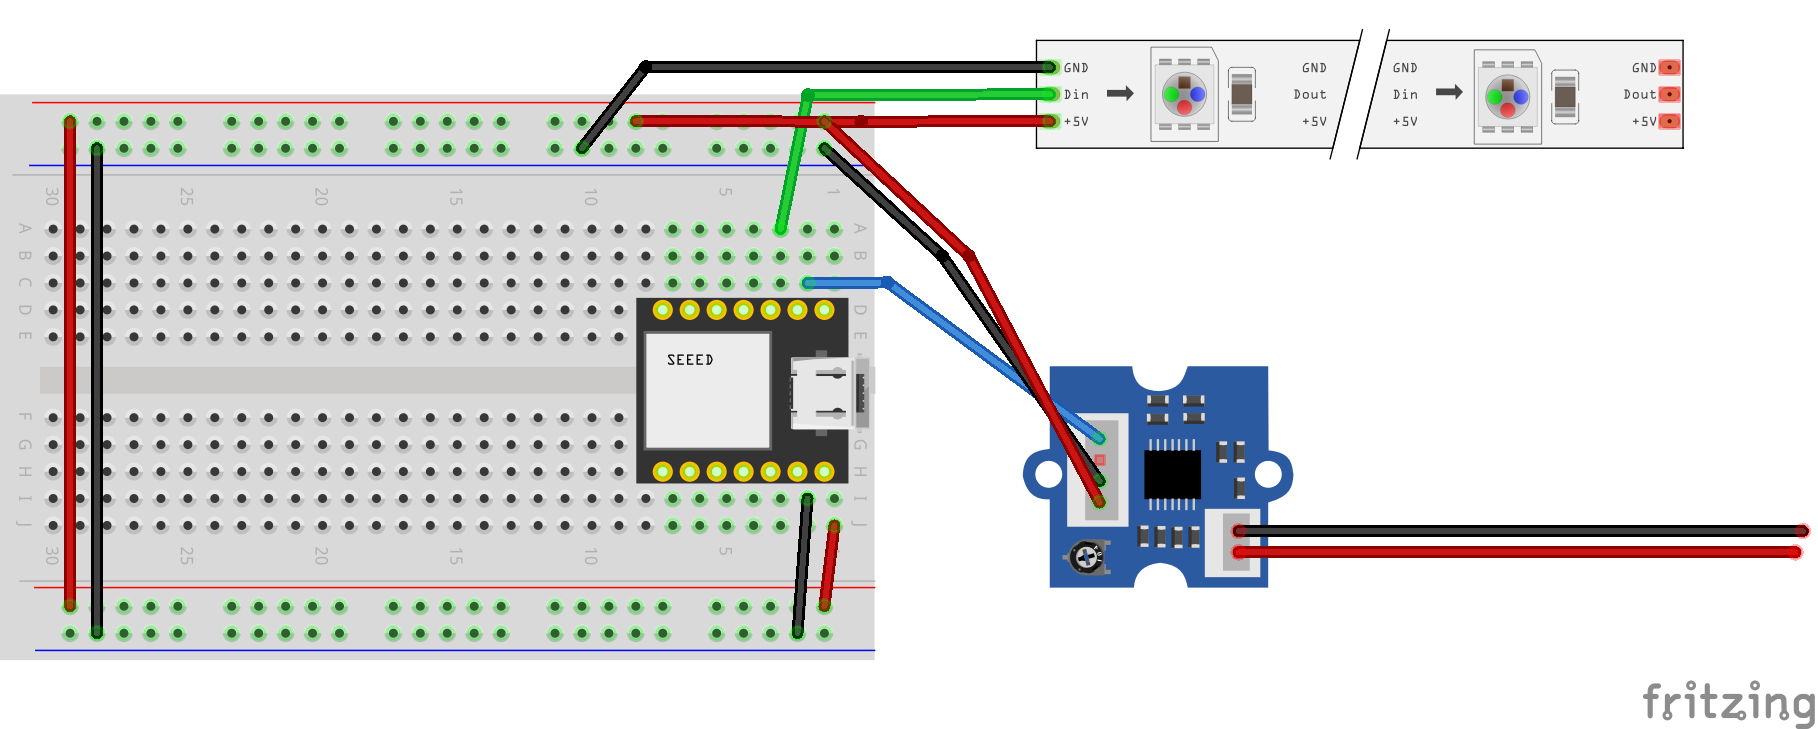 GND GND GND GND
Din Dout Din Dout
+5V +5V +5V +5V
30 25 20 15 10 5 1
A A
B B
C C
D D
E E
SEEED
F
G G
H H
I I
J J
30 25 20 15 10 5
fritzing